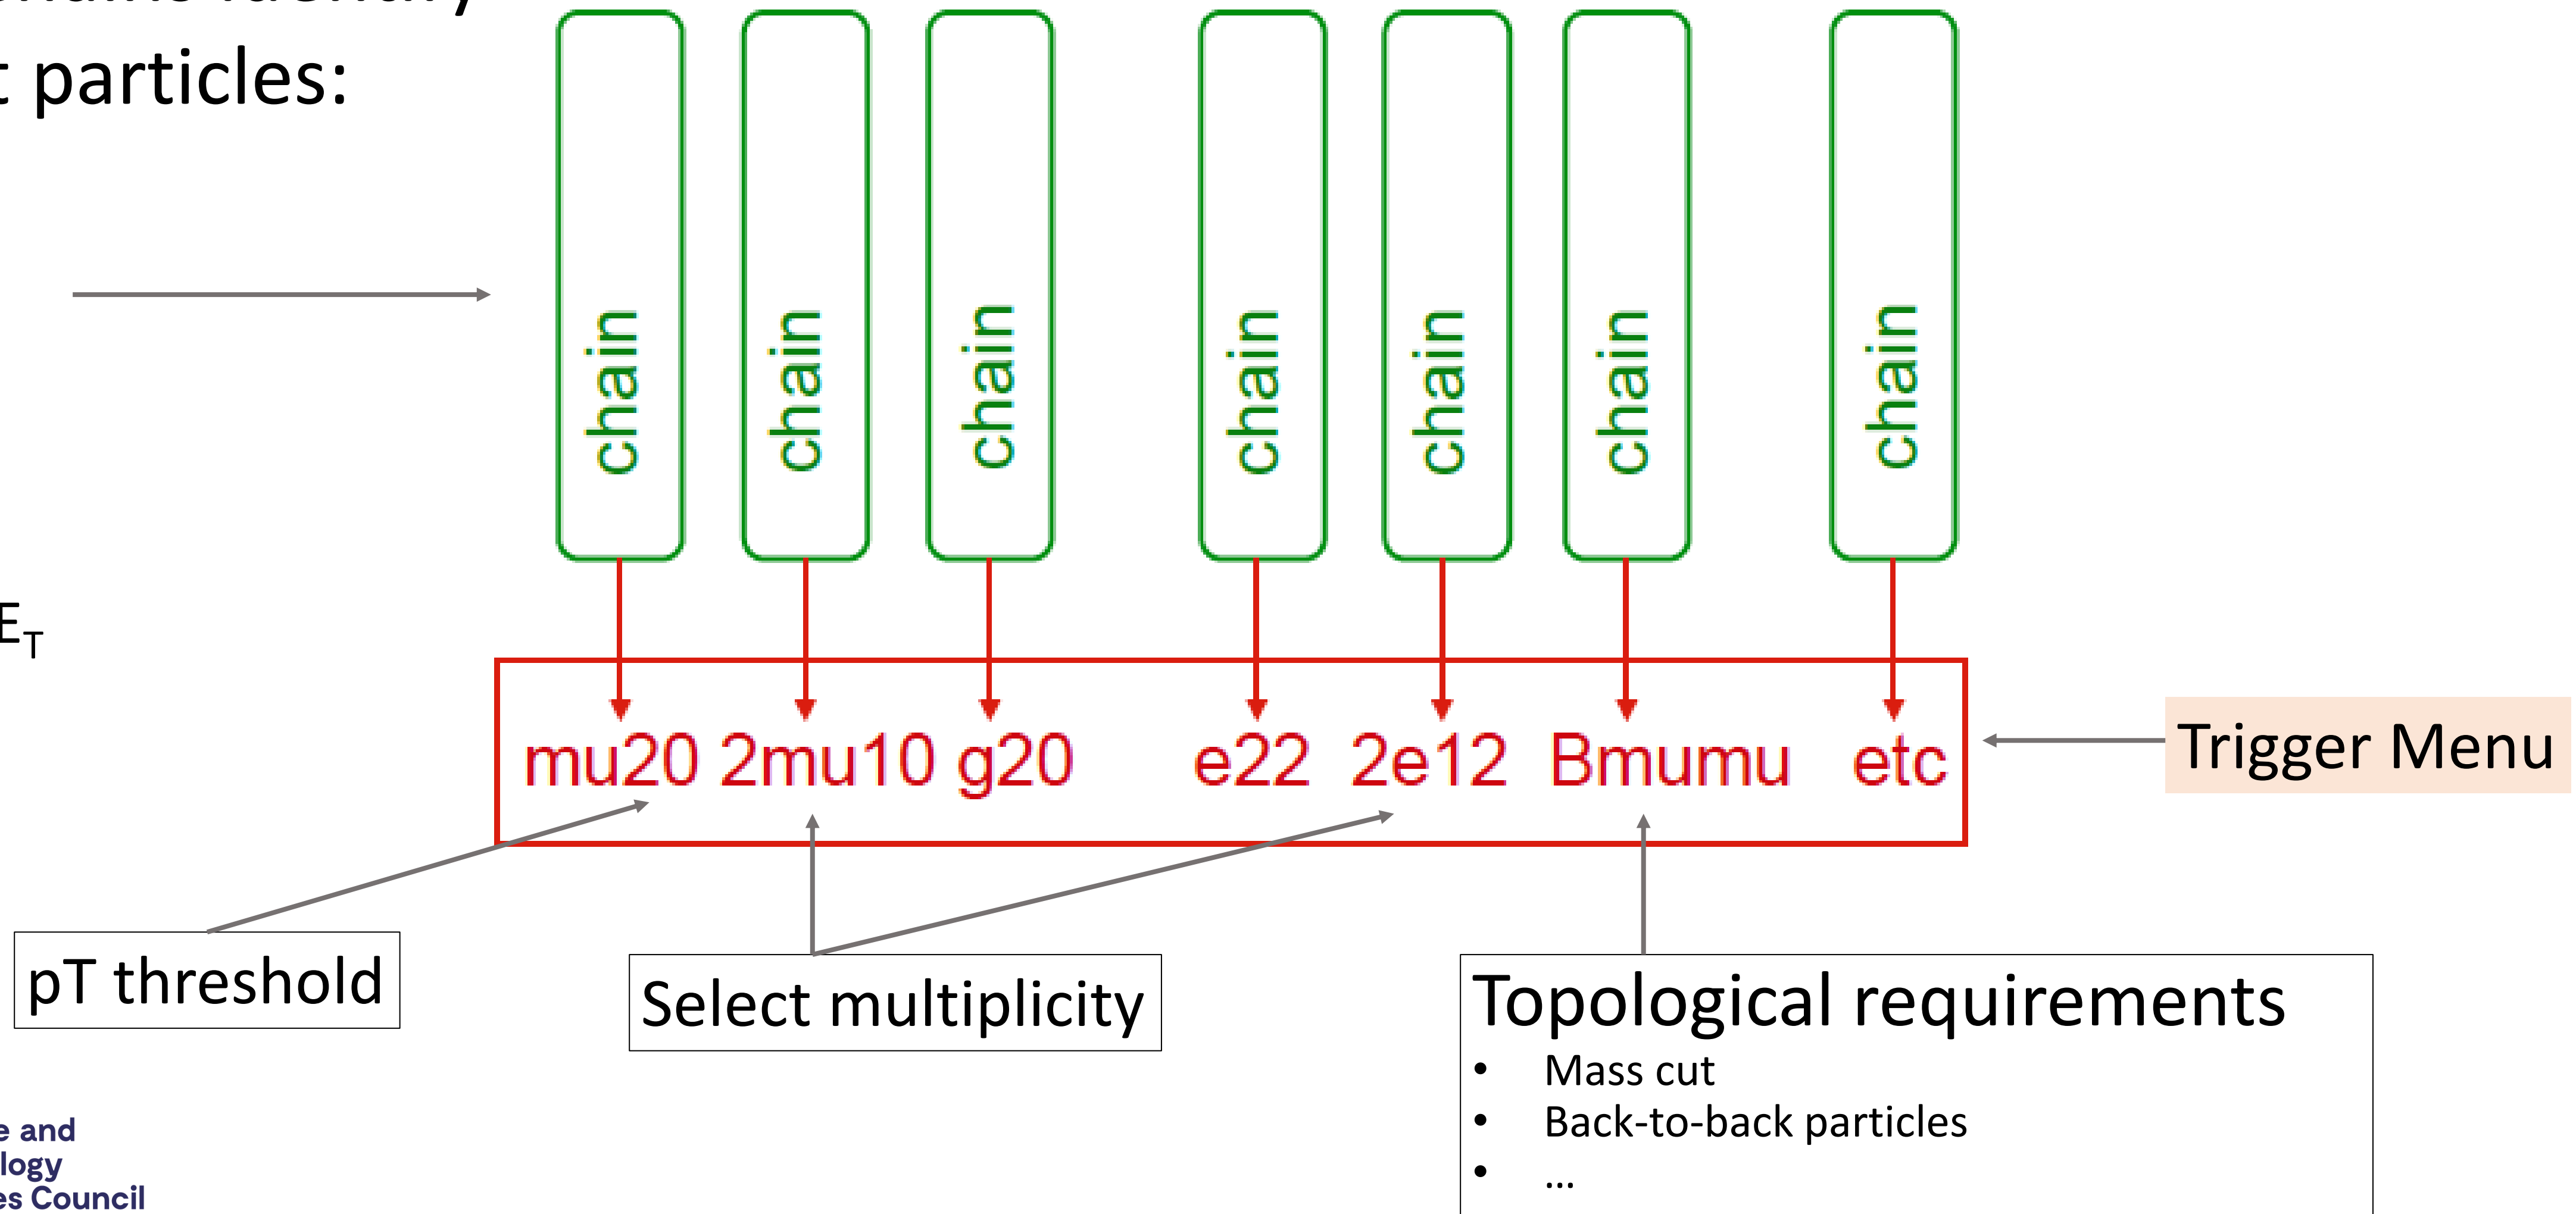 t particles:
chain
chain
chain
chain
chain
chain
chain
E_T
mu20 2mu10 g20 e22 2e12 Bmumu etc
Trigger Menu
pT threshold
Select multiplicity
Topological requirements
• Mass cut
• Back-to-back particles
• ...
e and
logy
es Council